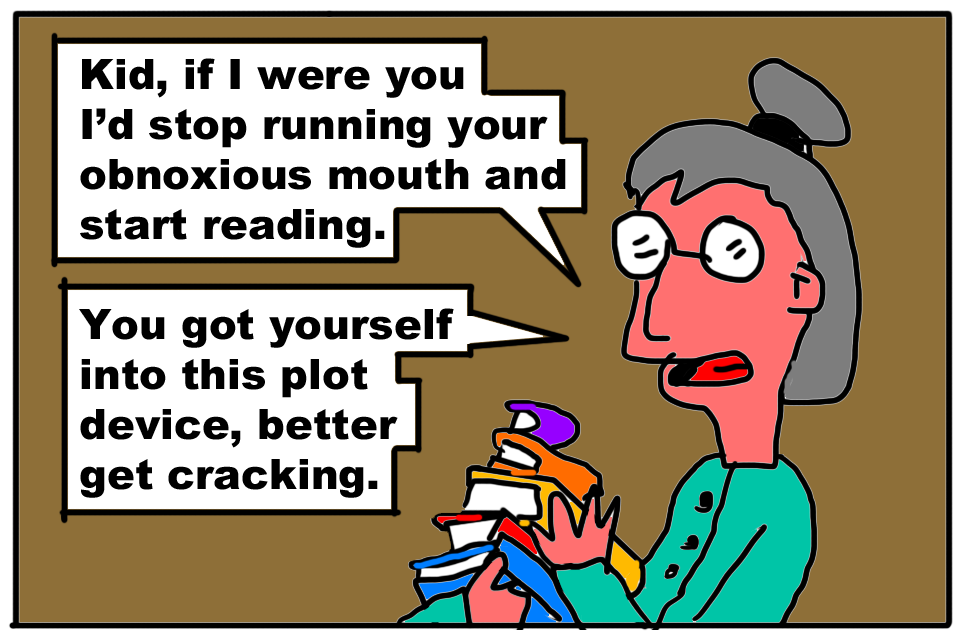 Kid, if I were you
I’d stop running your
obnoxious mouth and
start reading.
You got yourself
into this plot
device, better
get cracking.